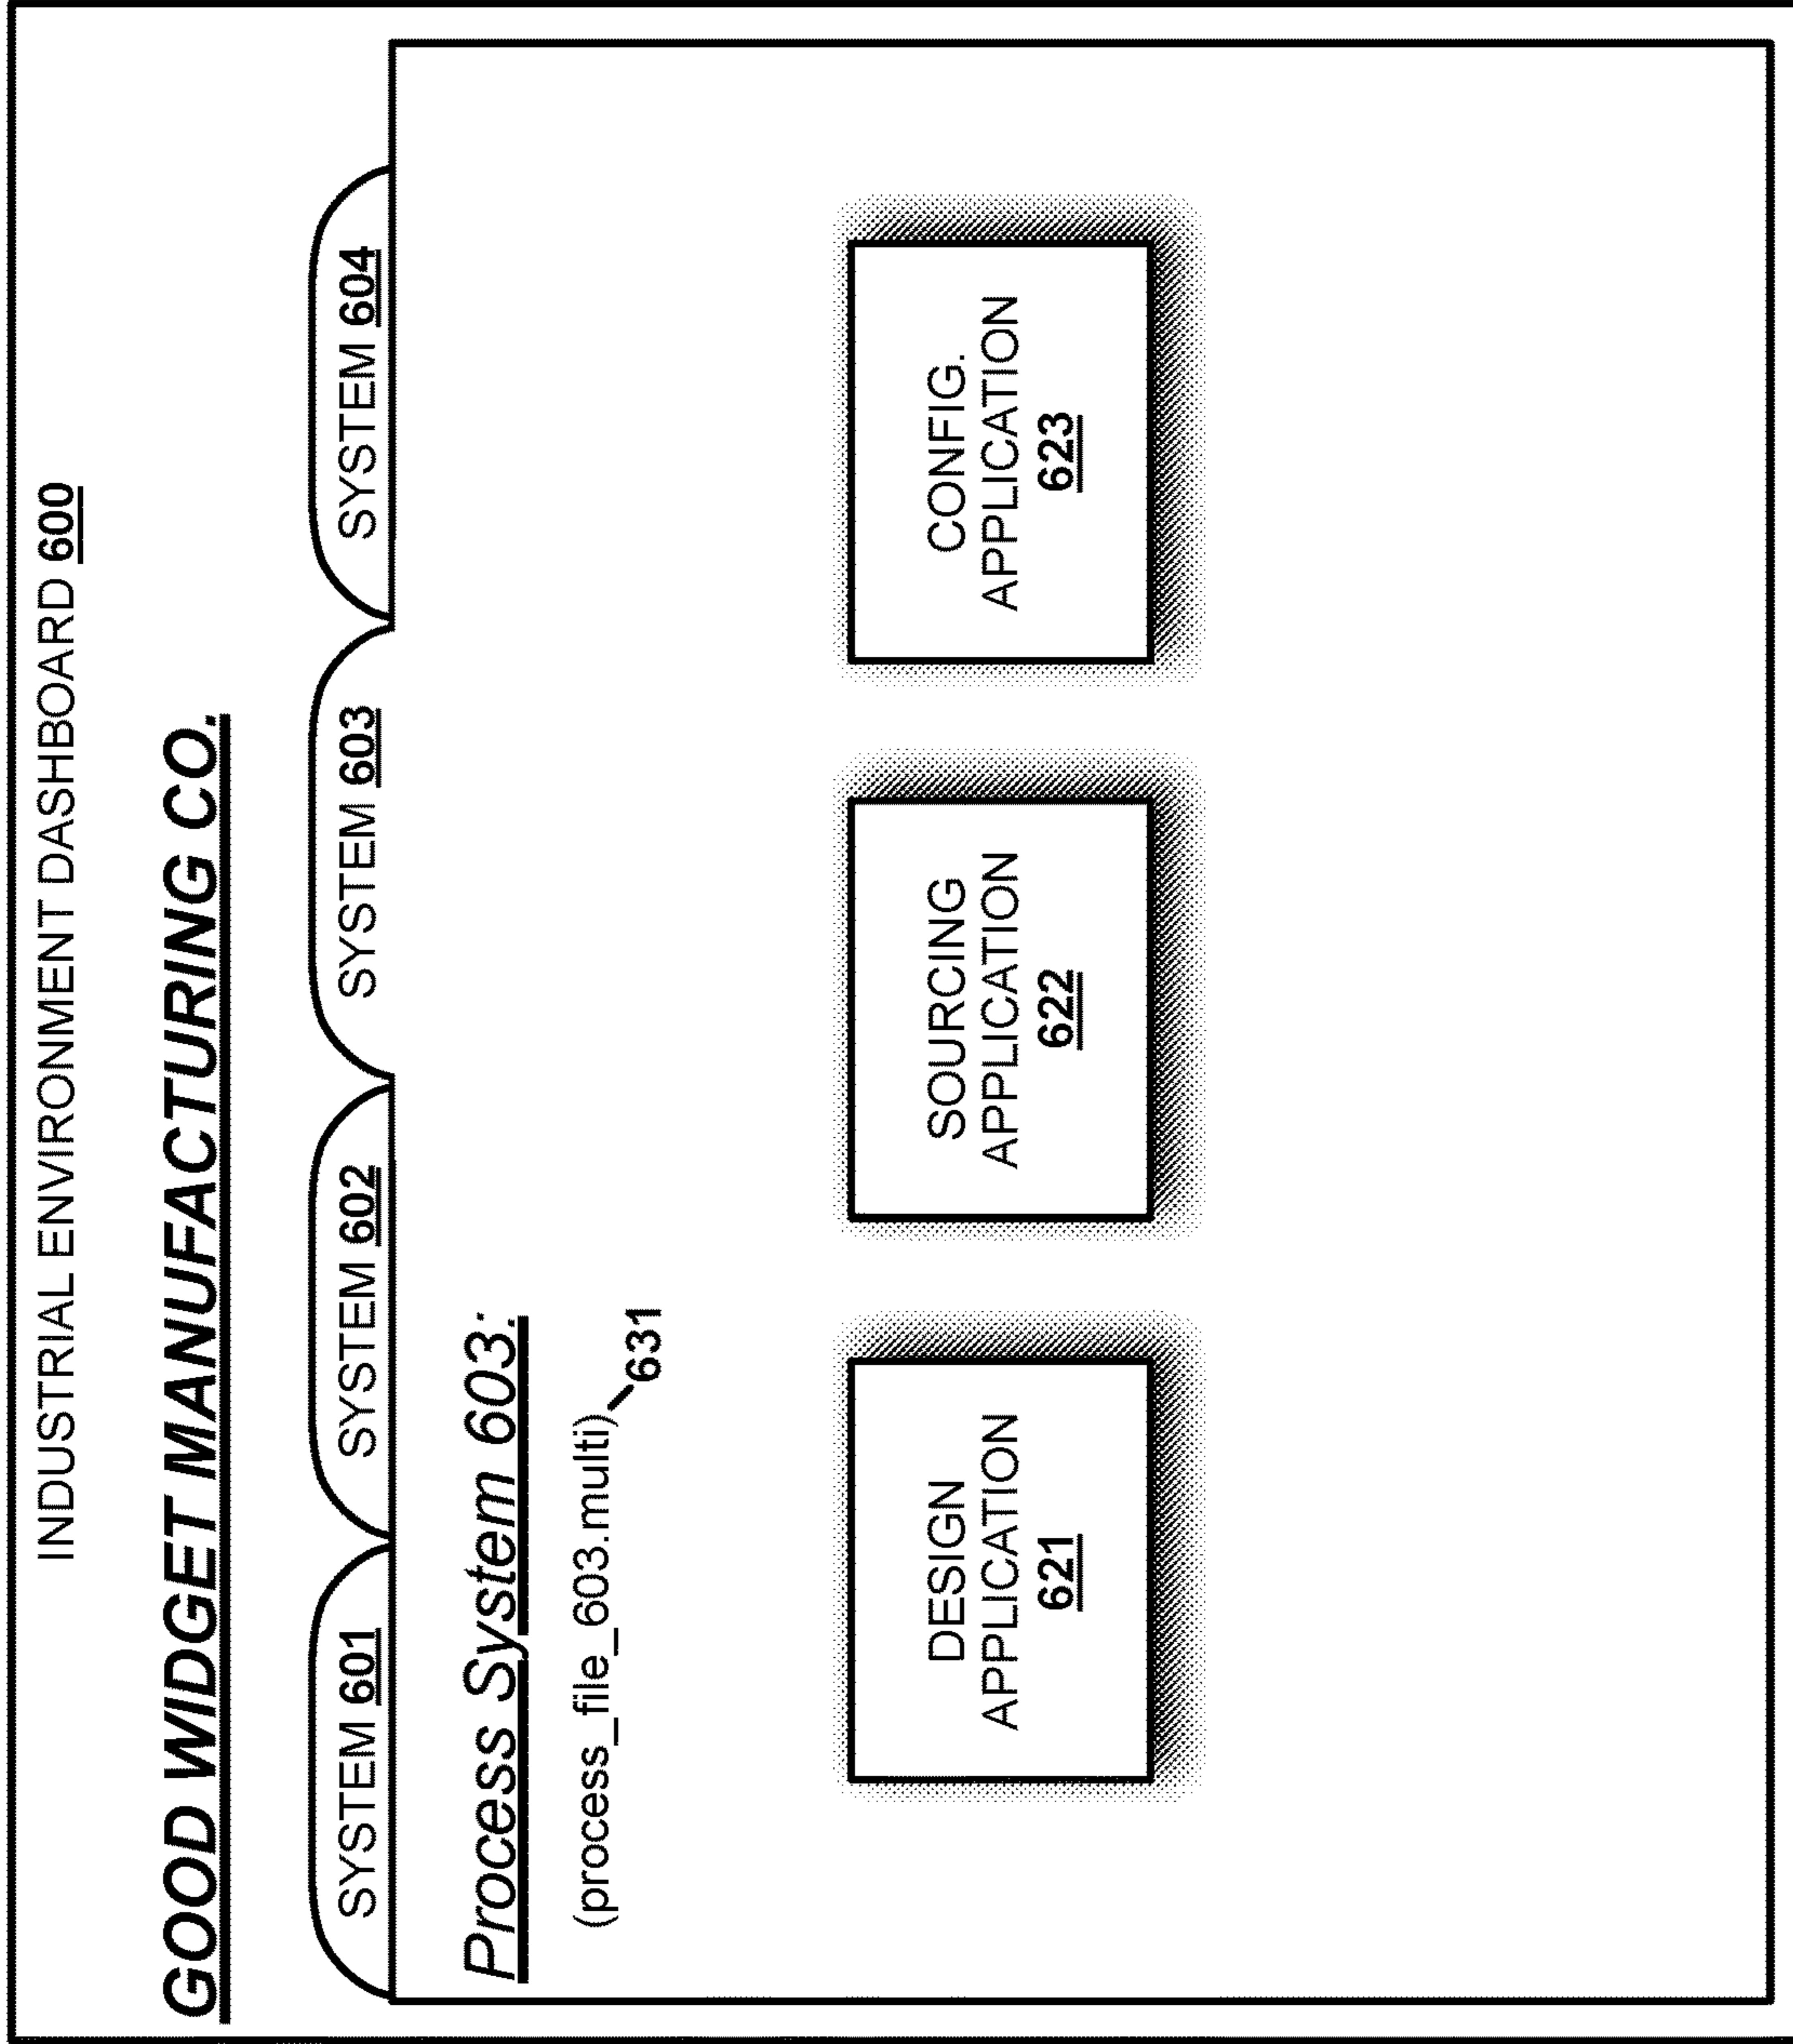 INDUSTRIAL ENVIRONMENT DASHBOARD 600
GOOD WIDGET MANUFACTURING CO.
SYSTEM 601
SYSTEM 602
SYSTEM 603
SYSTEM 604
Process System 603:
(process_file_603.multi)
631
DESIGN
APPLICATION
621
SOURCING
APPLICATION
622
CONFIG.
APPLICATION
623